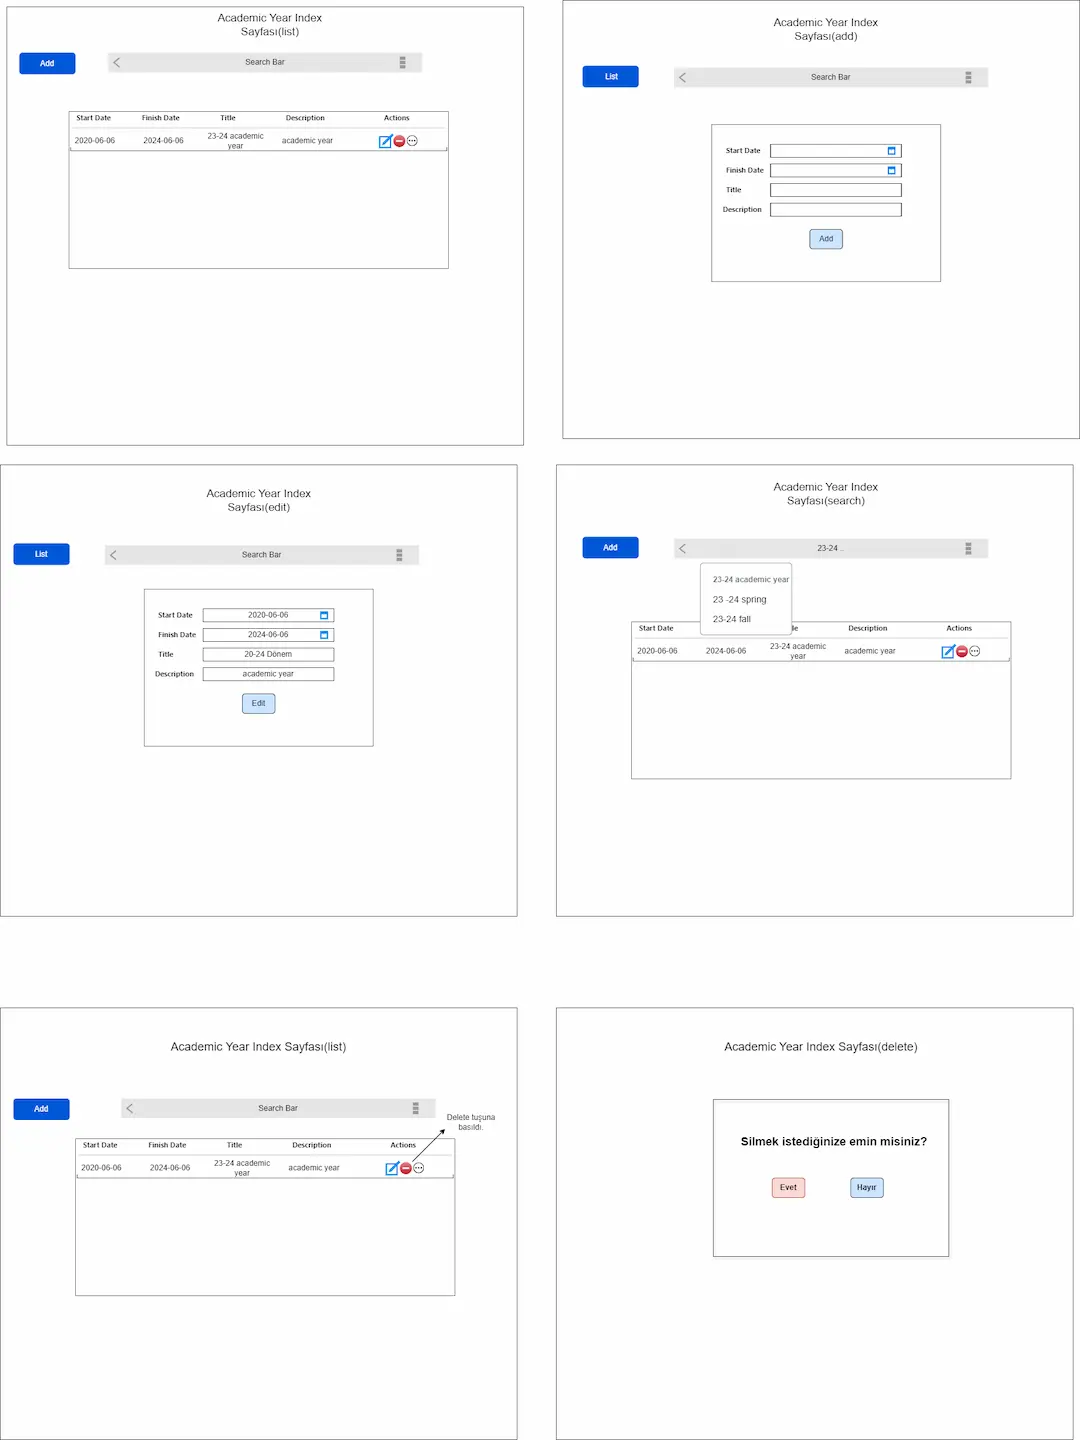 Academic Year Index
Sayfası(list)
Add
Search Bar
Start Date Finish Date Title Description Actions
2020-06-06 2024-06-06 23-24 academic year academic year
Academic Year Index
Sayfası(add)
List
Search Bar
Start Date
Finish Date
Title
Description
Add
Academic Year Index
Sayfası(edit)
List
Search Bar
Start Date 2020-06-06
Finish Date 2024-06-06
Title 20-24 Dönem
Description academic year
Edit
Academic Year Index
Sayfası(search)
Add
23-24 ..
23-24 academic year
23 -24 spring
23-24 fall
Start Date le Description Actions
2020-06-06 2024-06-06 23-24 academic year academic year
Academic Year Index Sayfası(list)
Add
Search Bar
Delete tuşuna
basıldı.
Start Date Finish Date Title Description Actions
2020-06-06 2024-06-06 23-24 academic year academic year
Academic Year Index Sayfası(delete)
Silmek istediğinize emin misiniz?
Evet Hayır